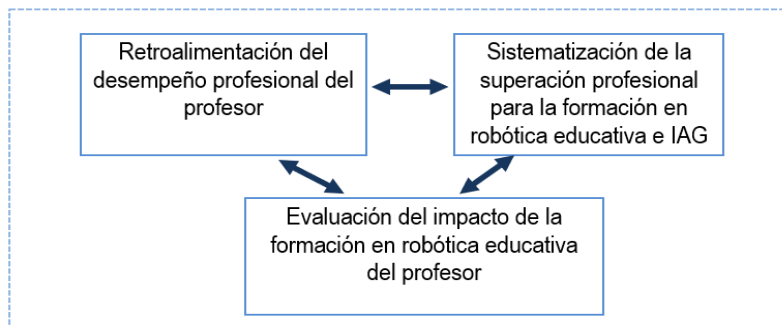 Retroalimentación del
desempeño profesional del
profesor
Sistematización de la
superación profesional
para la formación en
robótica educativa e IAG
Evaluación del impacto de la
formación en robótica educativa
del profesor